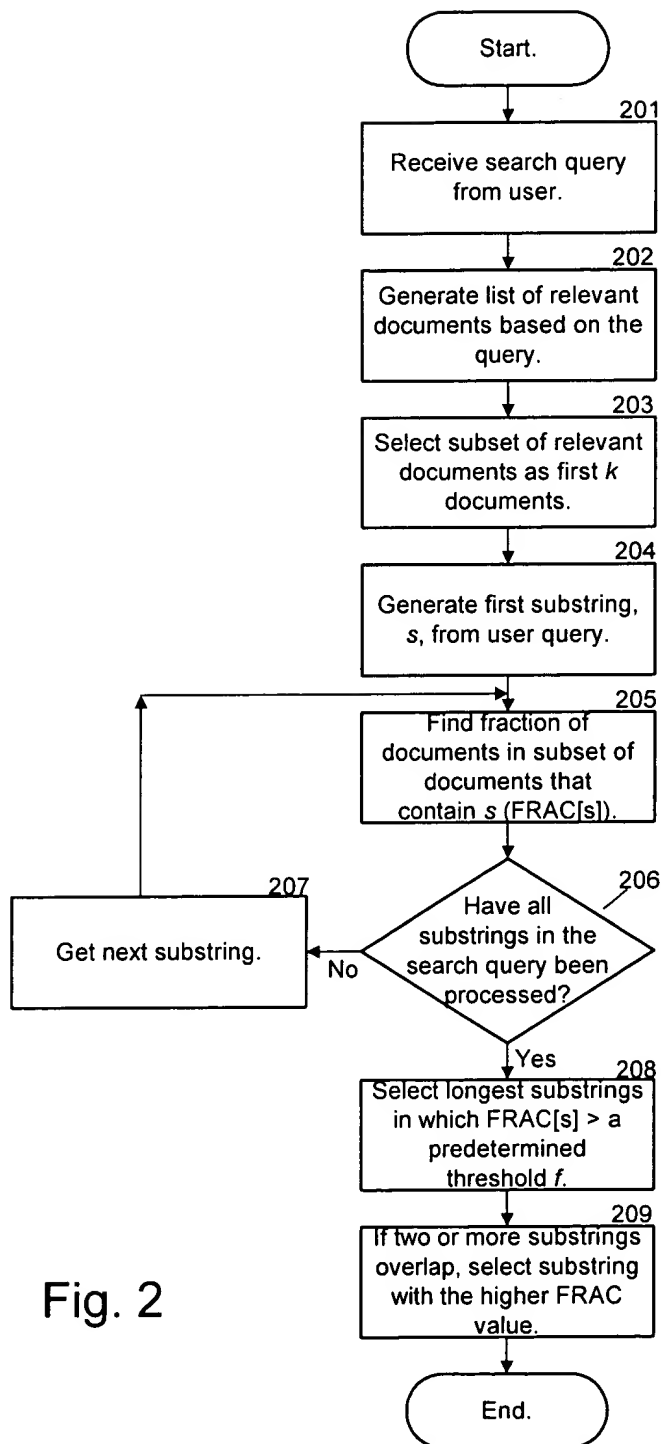 Start.
201
Receive search query
from user.
202
Generate list of relevant
documents based on the
query.
203
Select subset of relevant
documents as first k
documents.
204
Generate first substring,
s, from user query.
205
Find fraction of
documents in subset of
documents that
contain s (FRAC[s]).
206
Have all
substrings in the
search query been
processed?
No
207
Get next substring.
Yes
208
Select longest substrings
in which FRAC[s] > a
predetermined
threshold f.
209
If two or more substrings
overlap, select substring
with the higher FRAC
value.
End.
Fig. 2